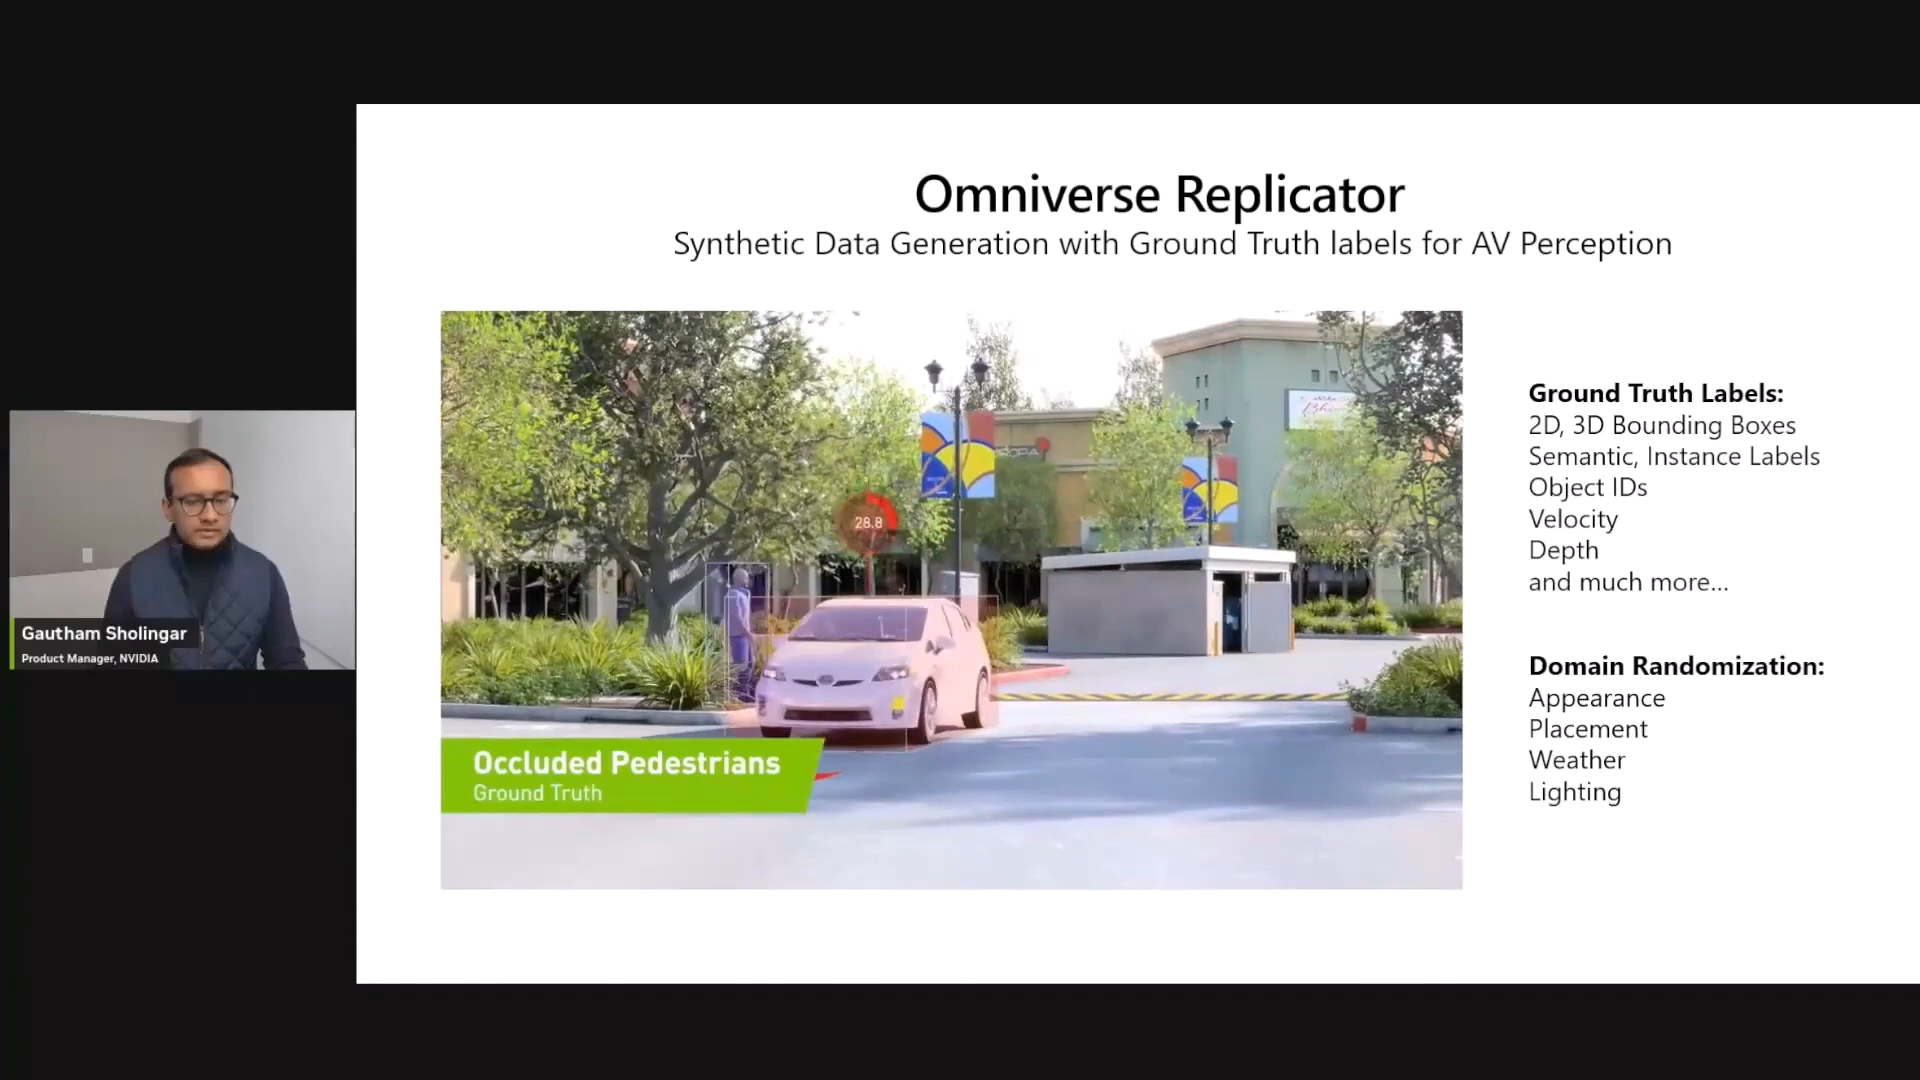 Omniverse Replicator
Synthetic Data Generation with Ground Truth labels for AV Perception
28.8
Occluded Pedestrians
Ground Truth
Ground Truth Labels:
2D, 3D Bounding Boxes
Semantic, Instance Labels
Object IDs
Velocity
Depth
and much more...
Domain Randomization:
Appearance
Placement
Weather
Lighting
Gautham Sholingar
Product Manager, NVIDIA